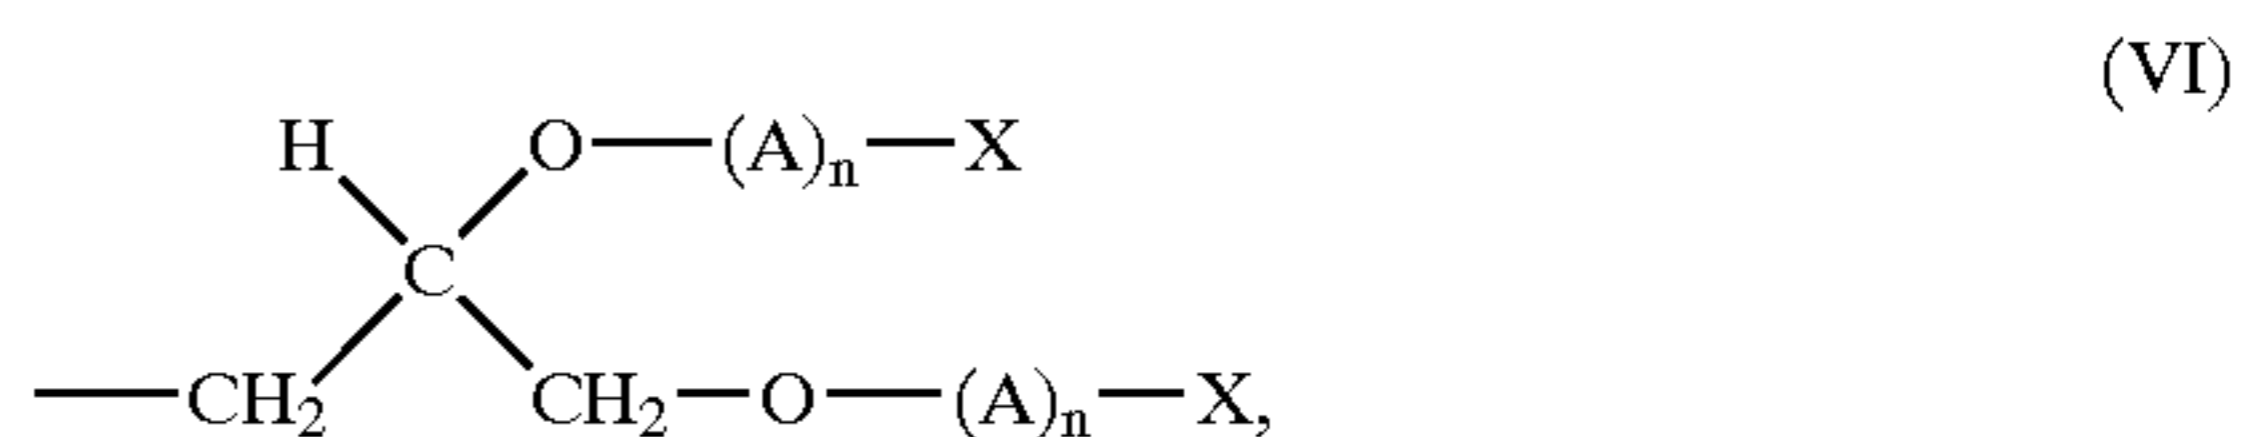 (VI)
H O—(A)n—X
C
—CH2 CH2—O—(A)n—X,